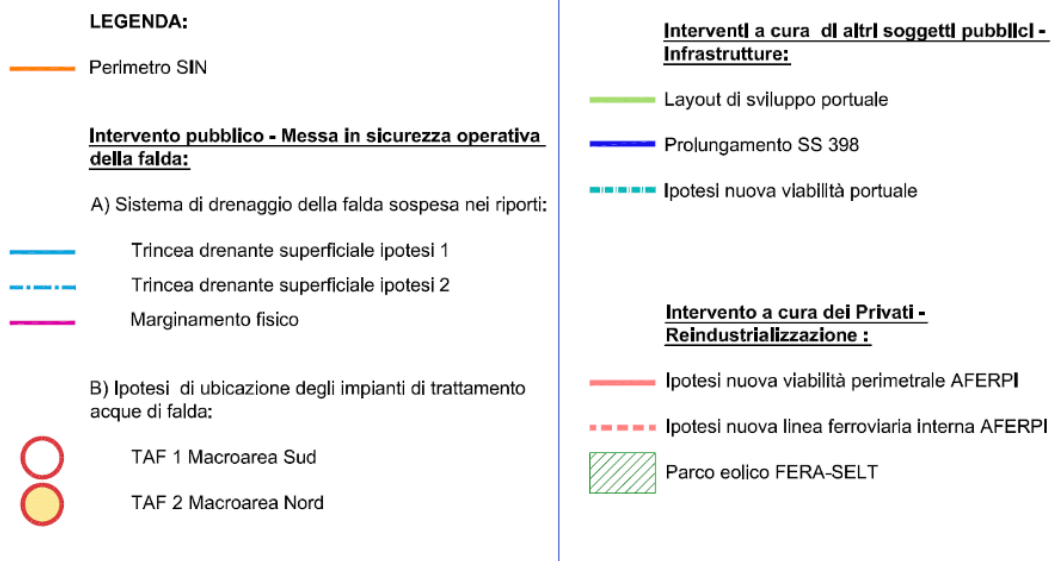 LEGENDA:
Perimetro SIN
Intervento pubblico - Messa in sicurezza operativa
della falda:
A) Sistema di drenaggio della falda sospesa nei riporti:
Trincea drenante superficiale ipotesi 1
Trincea drenante superficiale ipotesi 2
Marginamento fisico
B) Ipotesi di ubicazione degli impianti di trattamento
acque di falda:
TAF 1 Macroarea Sud
TAF 2 Macroarea Nord
Interventi a cura di altri soggetti pubblici -
Infrastrutture:
Layout di sviluppo portuale
Prolungamento SS 398
Ipotesi nuova viabilità portuale
Intervento a cura dei Privati -
Reindustrializzazione :
Ipotesi nuova viabilità perimetrale AFERPI
Ipotesi nuova linea ferroviaria interna AFERPI
Parco eolico FERA-SELT